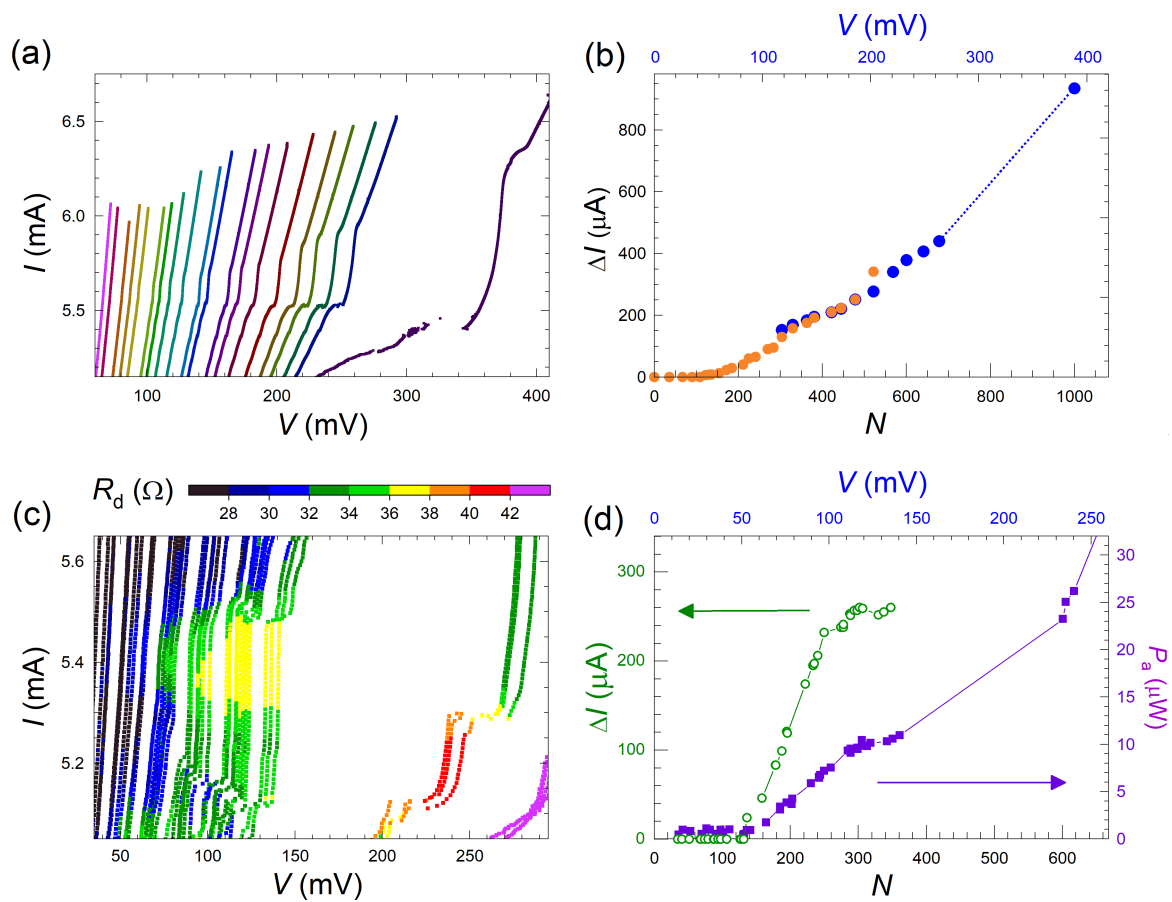 (a)
6.5
6.0
5.5
I (mA)
100 200 300 400
V (mV)
(b)
V (mV)
0 100 200 300 400
800
600
400
200
0
ΔI (μA)
0 200 400 600 800 1000
N
(c)
R_d (Ω)
28 30 32 34 36 38 40 42
5.6
5.4
5.2
I (mA)
50 100 150 200 250
V (mV)
(d)
V (mV)
0 50 100 150 200 250
300
200
100
0
ΔI (μA)
30
25
20
15
10
5
0
P_a (μW)
0 100 200 300 400 500 600
N